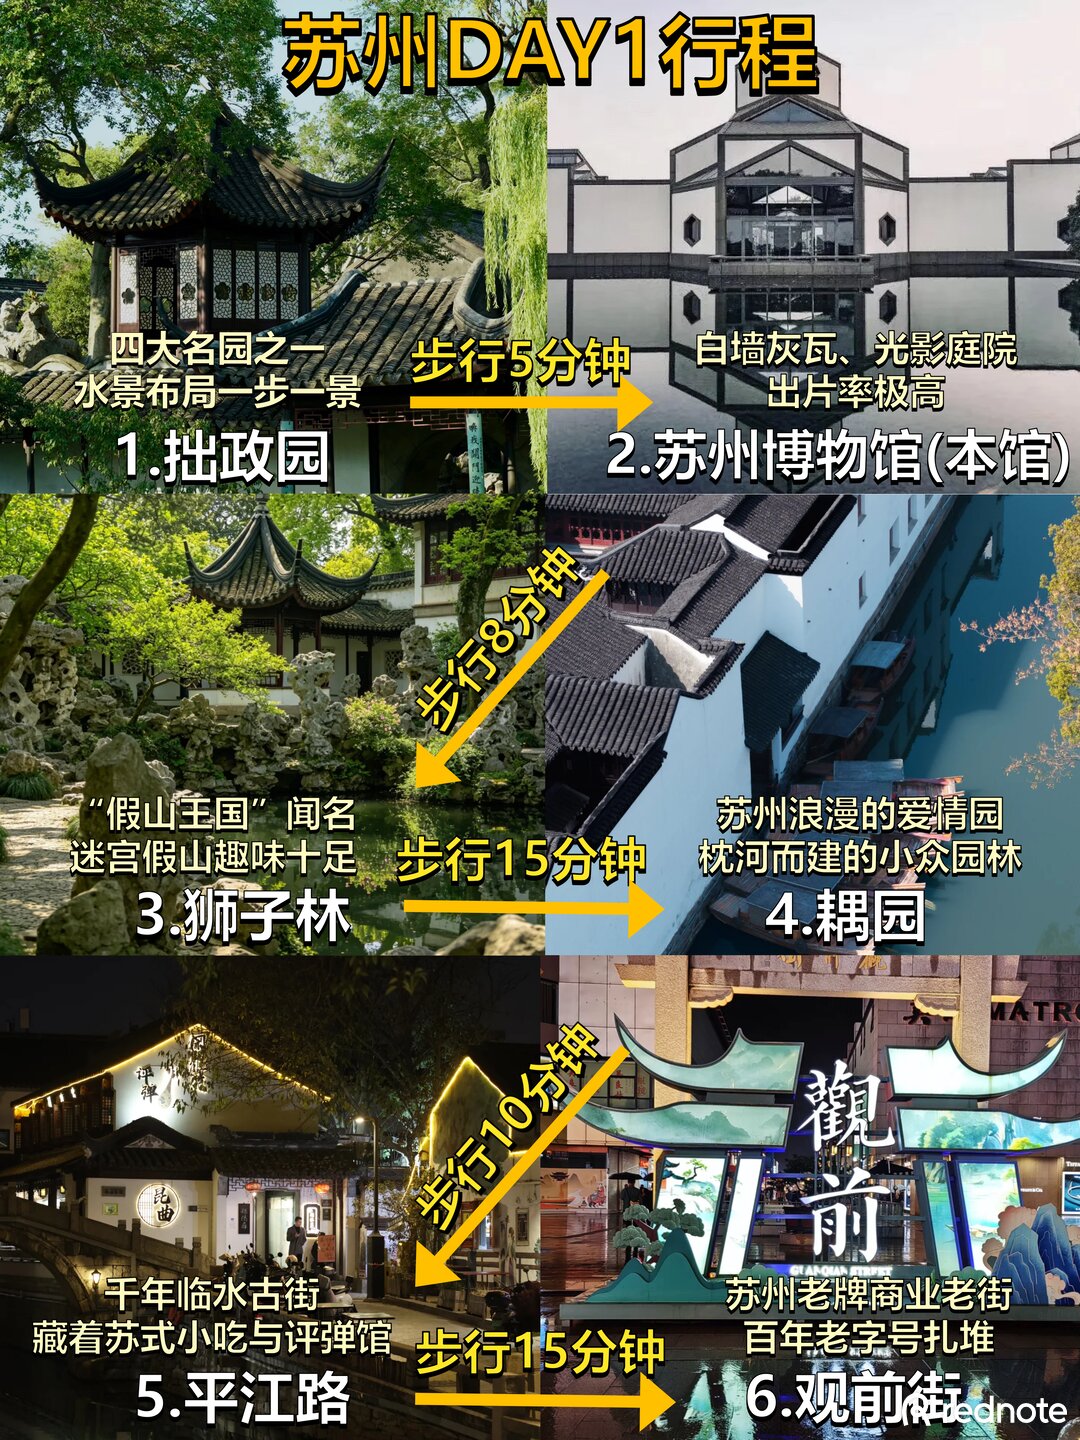 苏州DAY1行程
四大名园之一
水景布局一步一景
1.拙政园
步行5分钟
白墙灰瓦、光影庭院
出片率极高
2.苏州博物馆(本馆)
步行8分钟
“假山王国”闻名
迷宫假山趣味十足
3.狮子林
步行15分钟
苏州浪漫的爱情园
枕河而建的小众园林
4.耦园
步行10分钟
评弹
昆曲
千年临水古街
藏着苏式小吃与评弹馆
5.平江路
步行15分钟
觀前
GUANQIAN STREET
苏州老牌商业老街
百年老字号扎堆
6.观前街
rednote